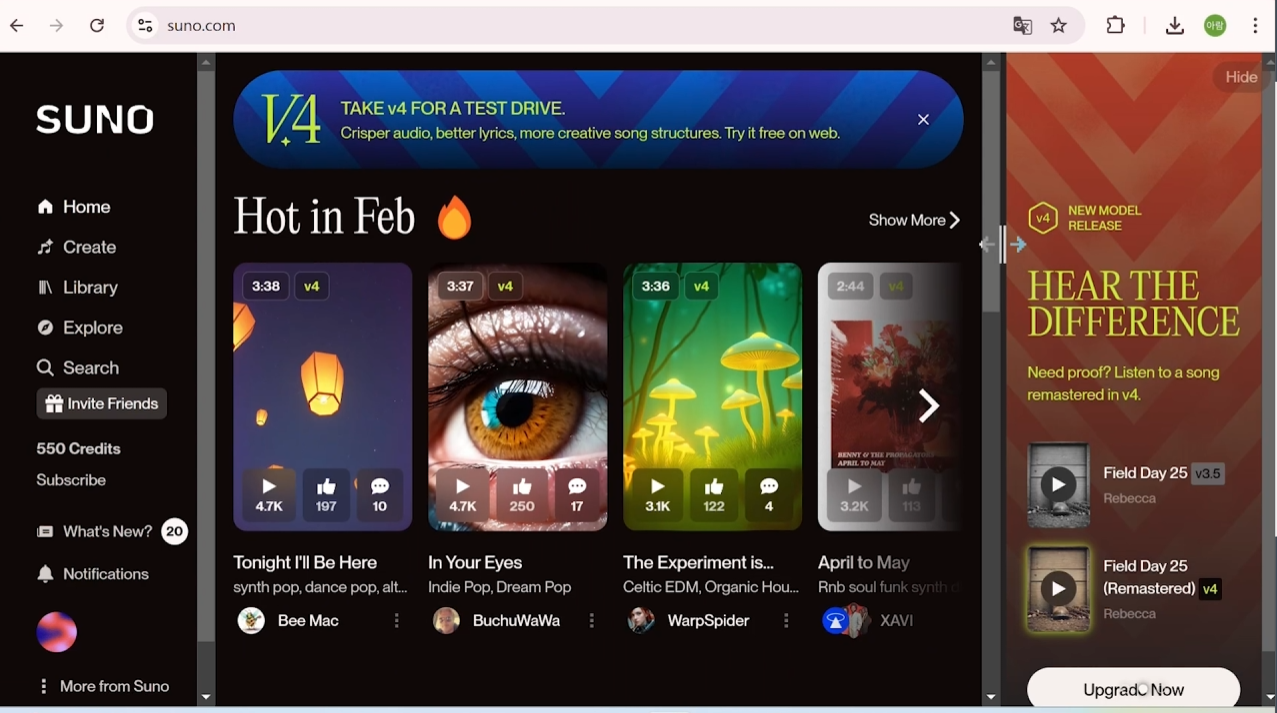 suno.com
아람
SUNO
Home
Create
Library
Explore
Search
Invite Friends
550 Credits
Subscribe
What's New? 20
Notifications
More from Suno
V4
TAKE v4 FOR A TEST DRIVE.
Crisper audio, better lyrics, more creative song structures. Try it free on web.
Hot in Feb
Show More
3:38 v4
4.7K 197 10
Tonight I'll Be Here
synth pop, dance pop, alt...
Bee Mac
3:37 v4
4.7K 250 17
In Your Eyes
Indie Pop, Dream Pop
BuchuWaWa
3:36 v4
3.1K 122 4
The Experiment is...
Celtic EDM, Organic Hou...
WarpSpider
2:44 v4
BENNY & THE
APRIL TO MAY
3.2K 113
April to May
Rnb soul funk synth d
XAVI
Hide
v4
NEW MODEL
RELEASE
HEAR THE
DIFFERENCE
Need proof? Listen to a song
remastered in v4.
Field Day 25 v3.5
Rebecca
Field Day 25
(Remastered) v4
Rebecca
Upgrade Now